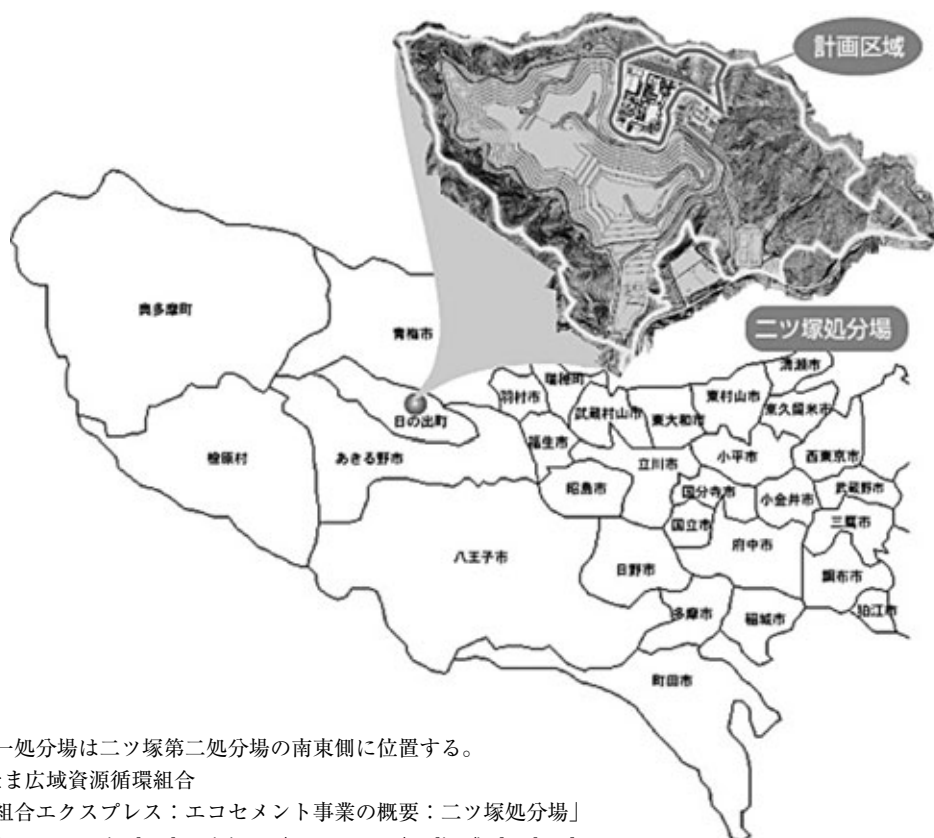 計画区域
二ツ塚処分場
奥多摩町
青梅市
清瀬市
瑞穂町
羽村市
東村山市
武蔵村山市
東大和市
東久留米市
日の出町
福生市
小平市
西東京市
檜原村
あきる野市
立川市
昭島市
国分寺市
小金井市
武蔵野市
国立市
三鷹市
府中市
八王子市
日野市
調布市
多摩市
稲城市
狛江市
町田市
一処分場は二ツ塚第二処分場の南東側に位置する。
ま広域資源循環組合
組合エクスプレス：エコセメント事業の概要：二ツ塚処分場」